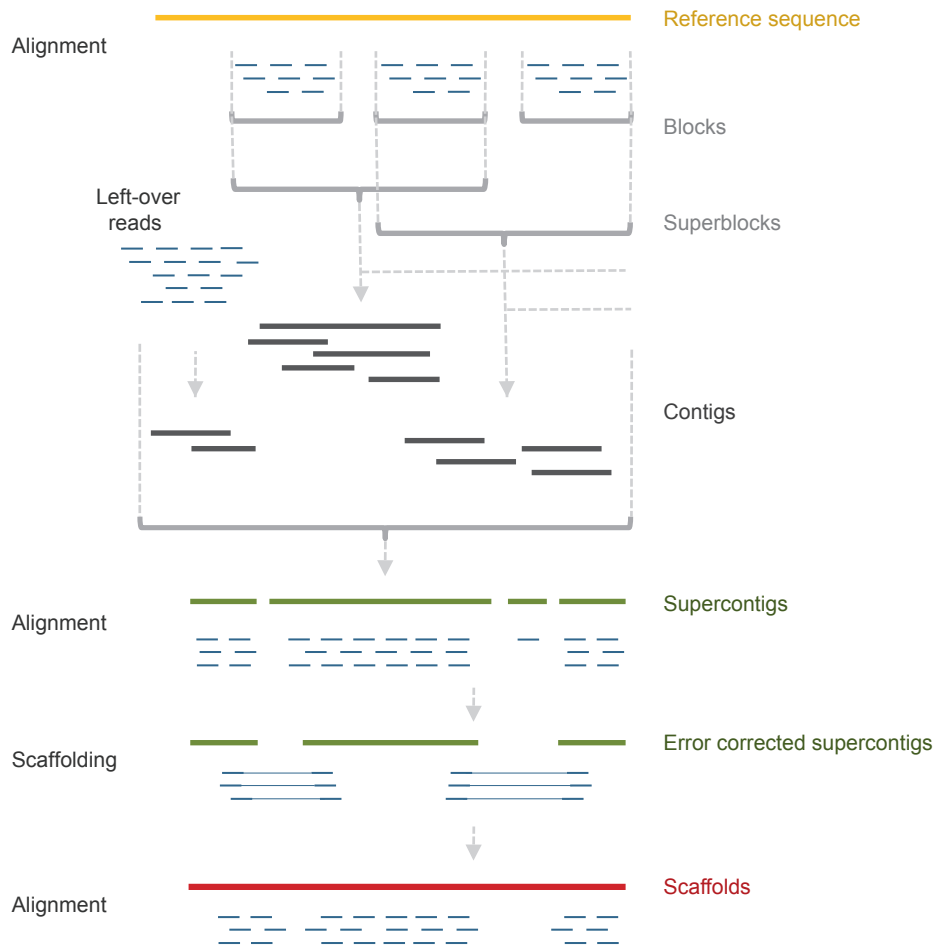 Reference sequence
Alignment
Blocks
Left-over
reads
Superblocks
Contigs
Supercontigs
Alignment
Error corrected supercontigs
Scaffolding
Scaffolds
Alignment